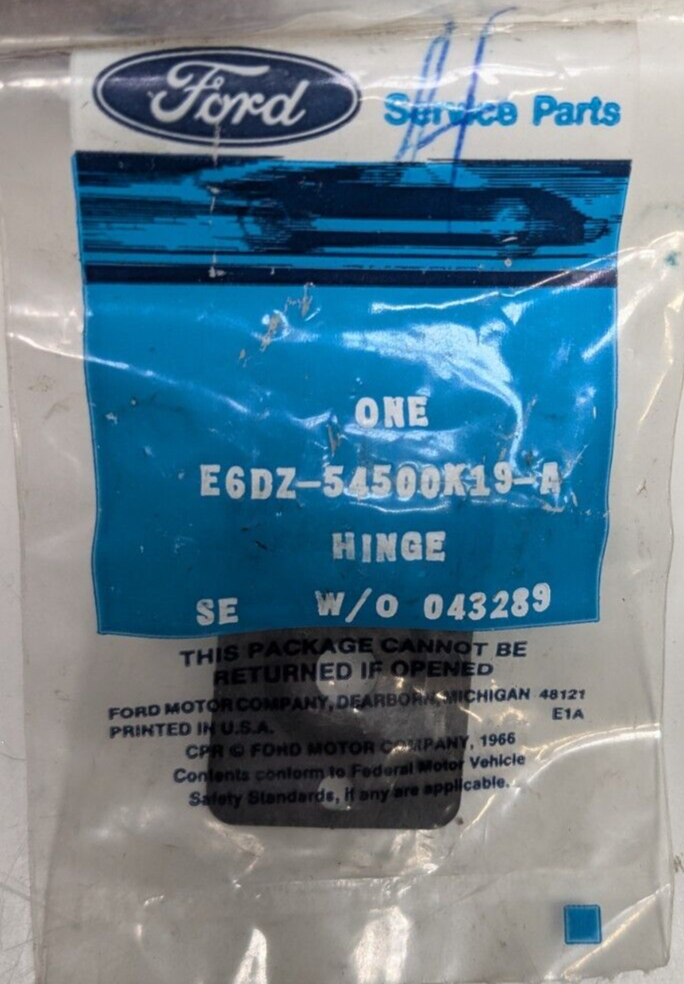 Ford Service Parts
ONE
E6DZ-54500K19-A
HINGE
SE W/O 043289
THIS PACKAGE CANNOT BE
RETURNED IF OPENED
FORD MOTOR COMPANY, DEARBORN, MICHIGAN 48121
PRINTED IN U.S.A. E1A
CPR © FORD MOTOR COMPANY, 1966
Contents conform to Federal Motor Vehicle
Safety Standards, if any are applicable.